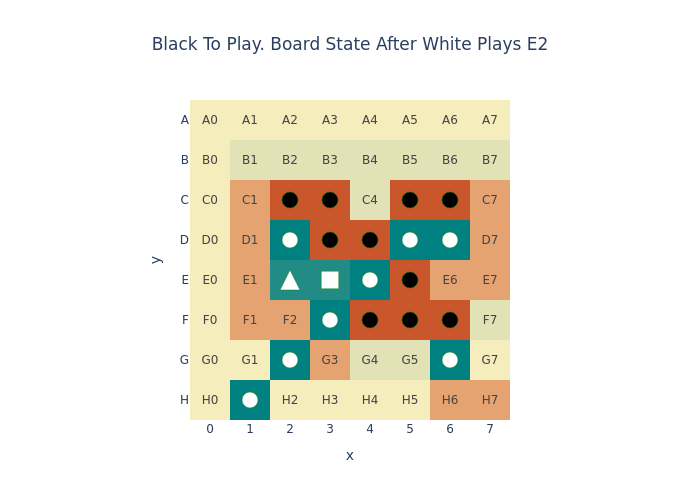 Black To Play. Board State After White Plays E2
A A0 A1 A2 A3 A4 A5 A6 A7
B B0 B1 B2 B3 B4 B5 B6 B7
C C0 C1 C4 C7
D D0 D1 D7
y
E E0 E1 E6 E7
F F0 F1 F2 F7
G G0 G1 G3 G4 G5 G7
H H0 H2 H3 H4 H5 H6 H7
0 1 2 3 4 5 6 7
x